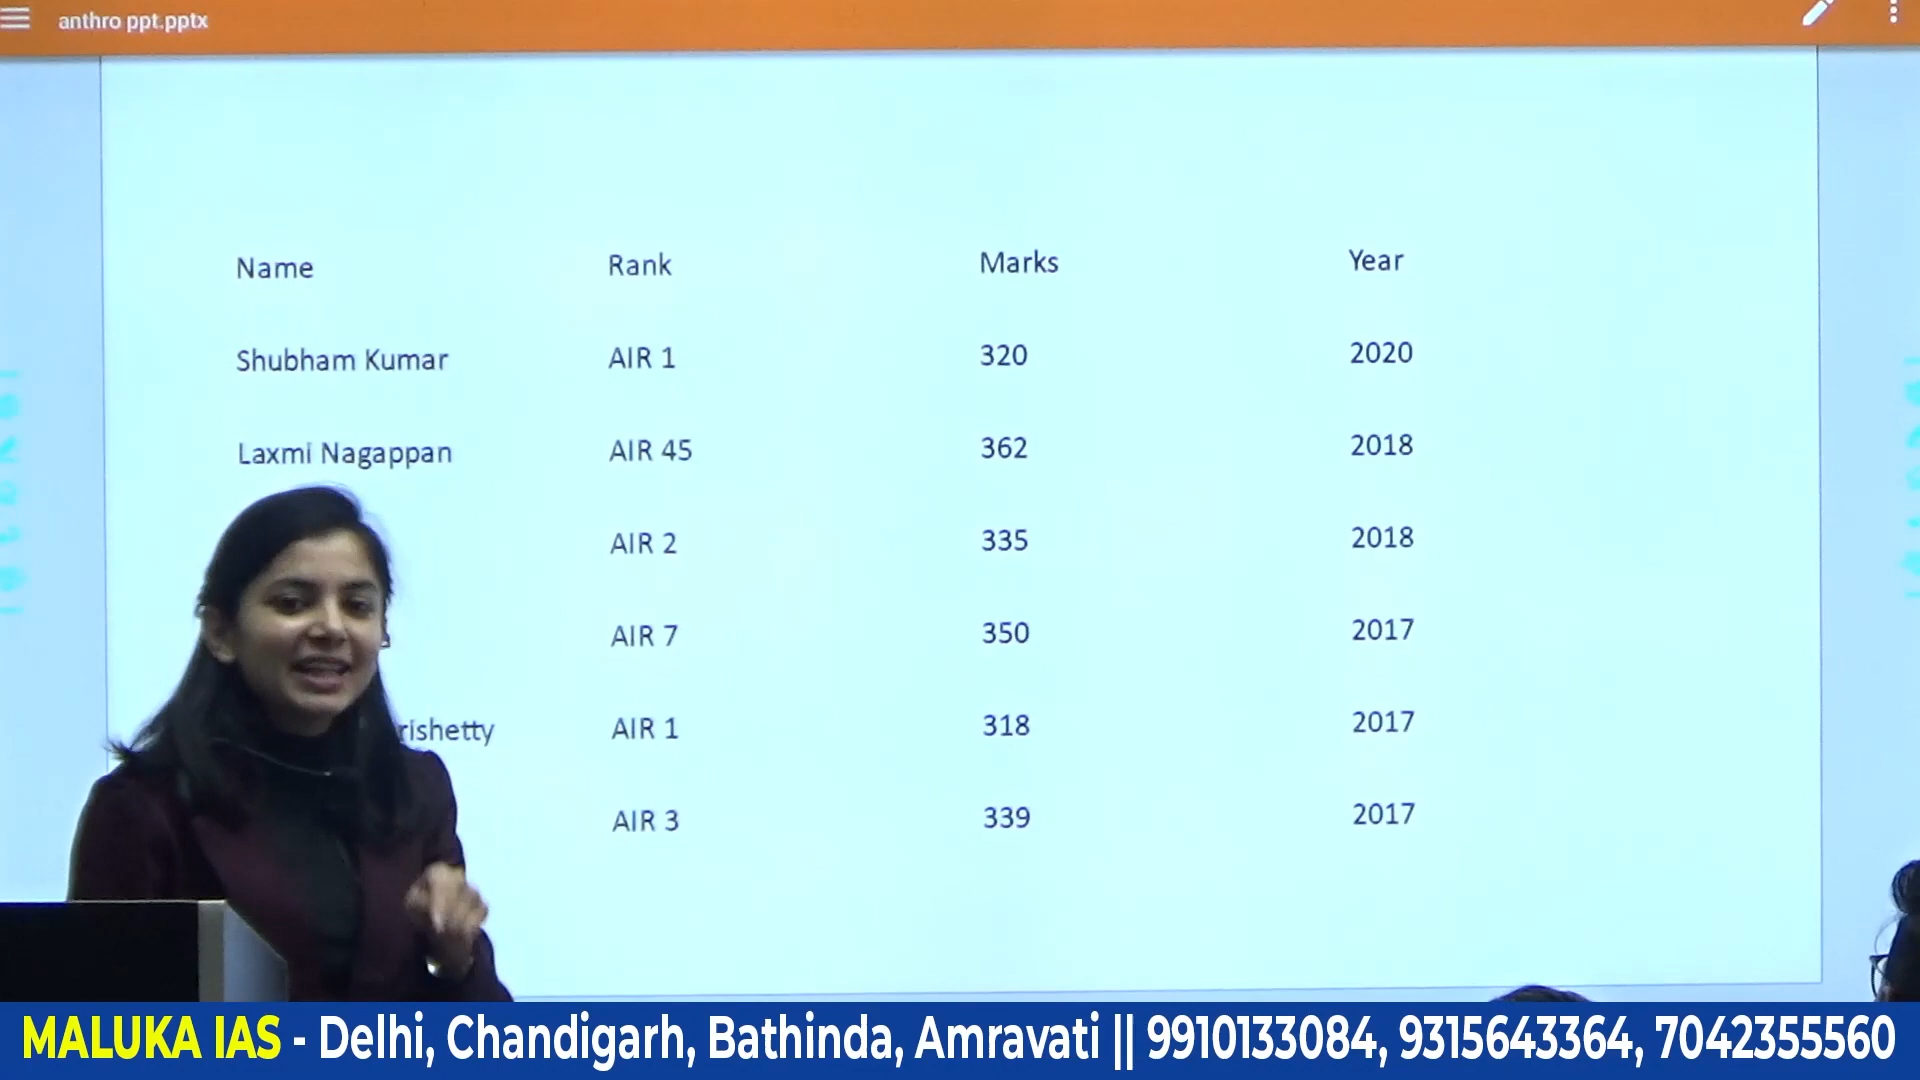 anthro ppt.pptx
Name Rank Marks Year
Shubham Kumar AIR 1 320 2020
Laxmi Nagappan AIR 45 362 2018
AIR 2 335 2018
AIR 7 350 2017
rishetty AIR 1 318 2017
AIR 3 339 2017
MALUKA IAS - Delhi, Chandigarh, Bathinda, Amravati || 9910133084, 9315643364, 7042355560